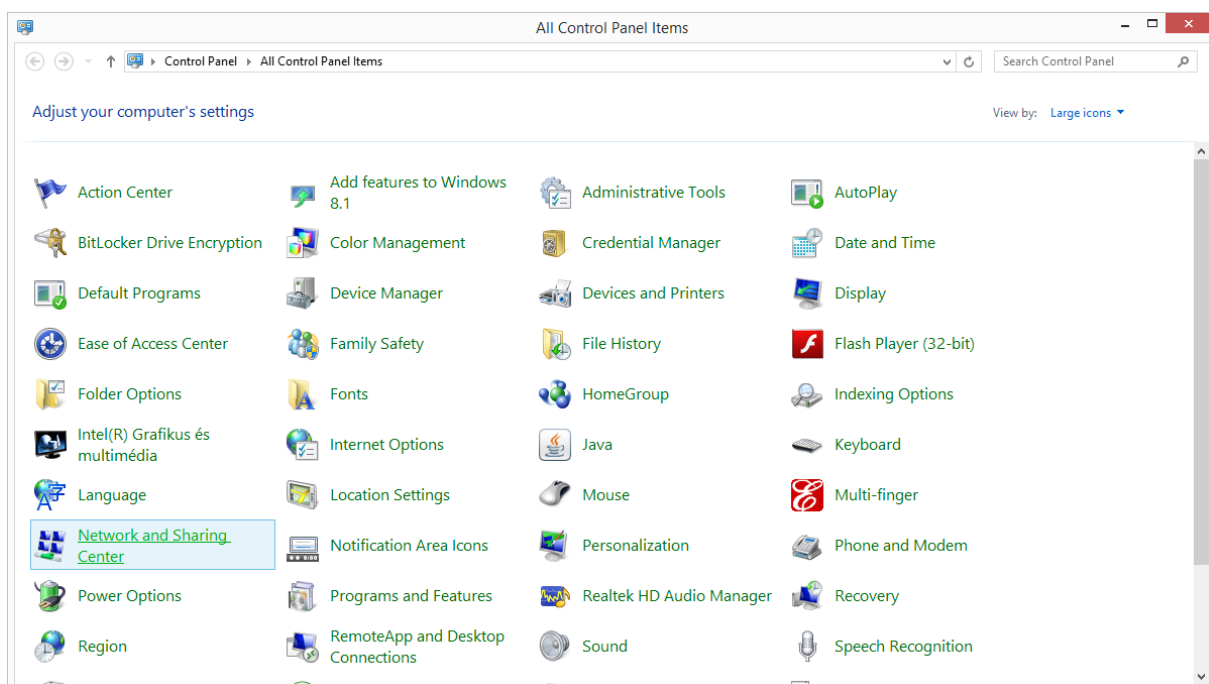 All Control Panel Items
Control Panel All Control Panel Items
Search Control Panel
Adjust your computer's settings
View by: Large icons
Action Center
Add features to Windows
8.1
Administrative Tools
AutoPlay
BitLocker Drive Encryption
Color Management
Credential Manager
Date and Time
Default Programs
Device Manager
Devices and Printers
Display
Ease of Access Center
Family Safety
File History
Flash Player (32-bit)
Folder Options
Fonts
HomeGroup
Indexing Options
Intel(R) Grafikus és
multimédia
Internet Options
Java
Keyboard
Language
Location Settings
Mouse
Multi-finger
Network and Sharing
Center
Notification Area Icons
Personalization
Phone and Modem
Power Options
Programs and Features
Realtek HD Audio Manager
Recovery
Region
RemoteApp and Desktop
Connections
Sound
Speech Recognition